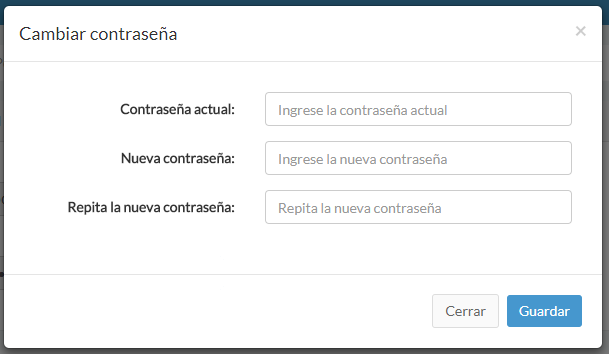 Cambiar contraseña
×
Contraseña actual: Ingrese la contraseña actual
Nueva contraseña: Ingrese la nueva contraseña
Repita la nueva contraseña: Repita la nueva contraseña
Cerrar Guardar